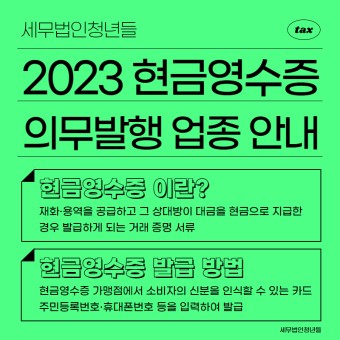 세무법인청년들
tax
2023 현금영수증
의무발행 업종 안내
현금영수증 이란?
재화·용역을 공급하고 그 상대방이 대금을 현금으로 지급한
경우 발급하게 되는 거래 증명 서류
현금영수증 발급 방법
현금영수증 가맹점에서 소비자의 신분을 인식할 수 있는 카드
주민등록번호·휴대폰번호 등을 입력하여 발급
세무법인청년들